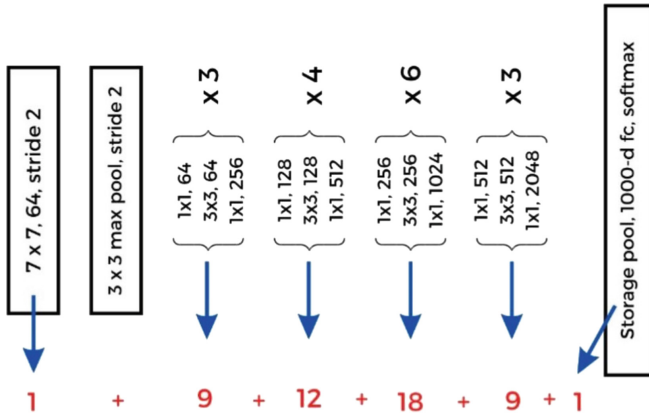 7 x 7, 64, stride 2
3 x 3 max pool, stride 2
1x1, 64
3x3, 64
1x1, 256
x 3
1x1, 128
3x3, 128
1x1, 512
x 4
1x1, 256
3x3, 256
1x1, 1024
x 6
1x1, 512
3x3, 512
1x1, 2048
x 3
Storage pool, 1000-d fc, softmax
1 + 9 + 12 + 18 + 9 + 1